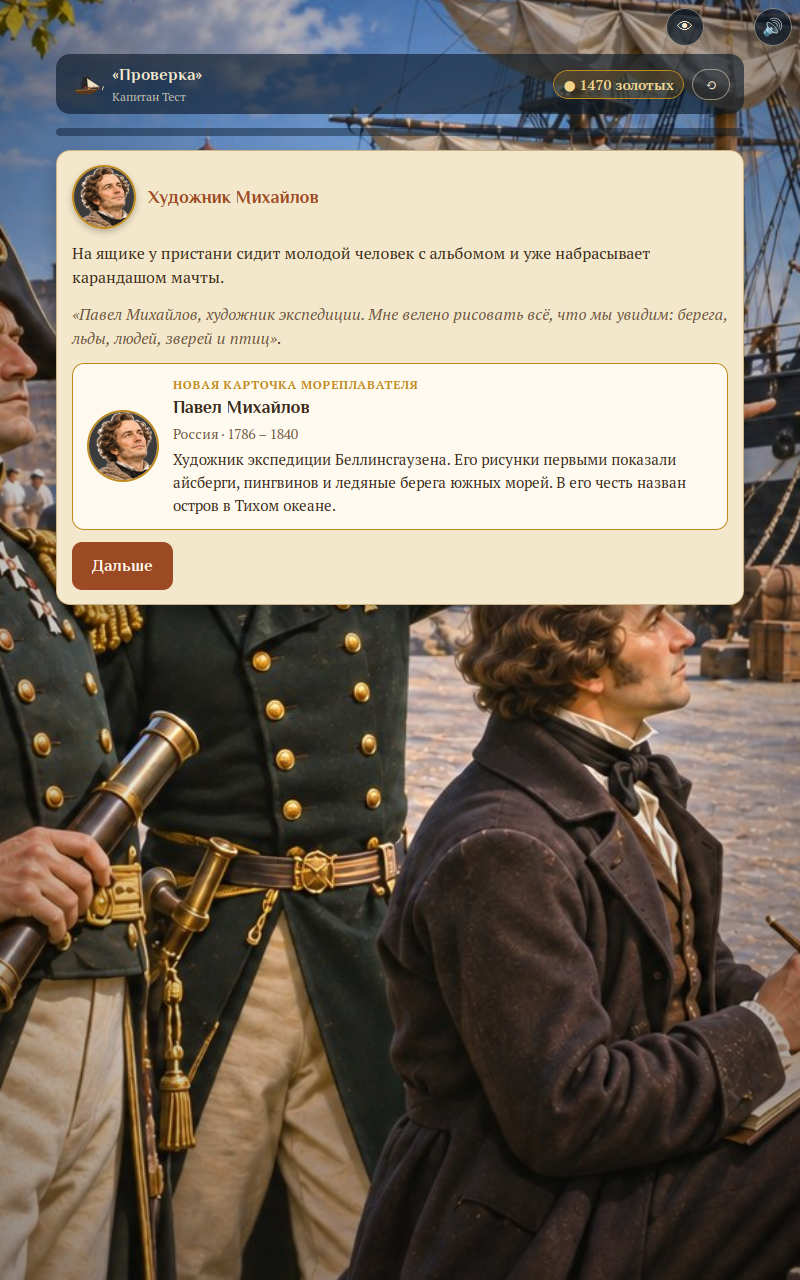 «Проверка»
Капитан Тест
1470 золотых
Художник Михайлов
На ящике у пристани сидит молодой человек с альбомом и уже набрасывает
карандашом мачты.
«Павел Михайлов, художник экспедиции. Мне велено рисовать всё, что мы увидим: берега,
льды, людей, зверей и птиц».
НОВАЯ КАРТОЧКА МОРЕПЛАВАТЕЛЯ
Павел Михайлов
Россия · 1786 – 1840
Художник экспедиции Беллинсгаузена. Его рисунки первыми показали
айсберги, пингвинов и ледяные берега южных морей. В его честь назван
остров в Тихом океане.
Дальше